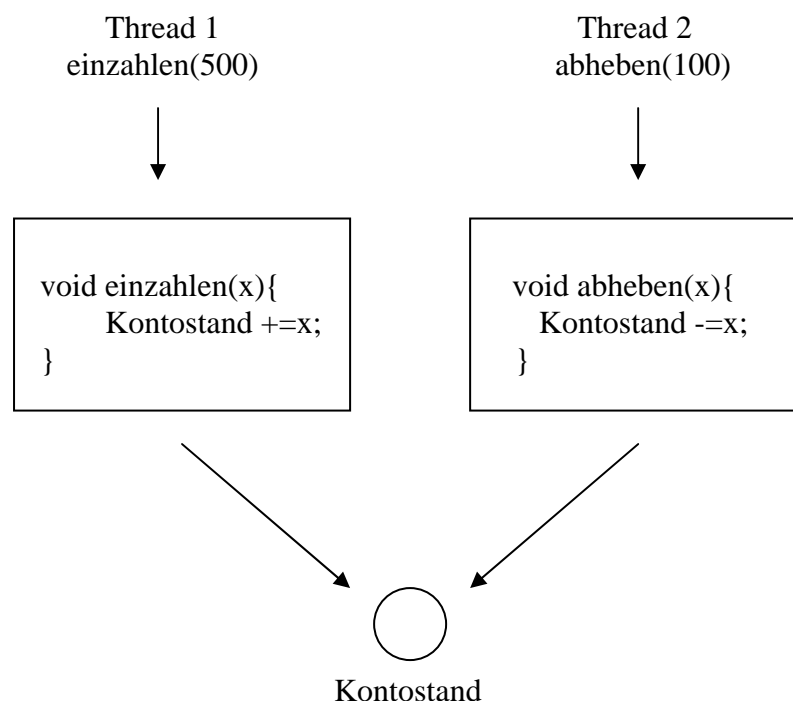 Thread 1
einzahlen(500)
Thread 2
abheben(100)
void einzahlen(x){
Kontostand +=x;
}
void abheben(x){
Kontostand -=x;
}
Kontostand